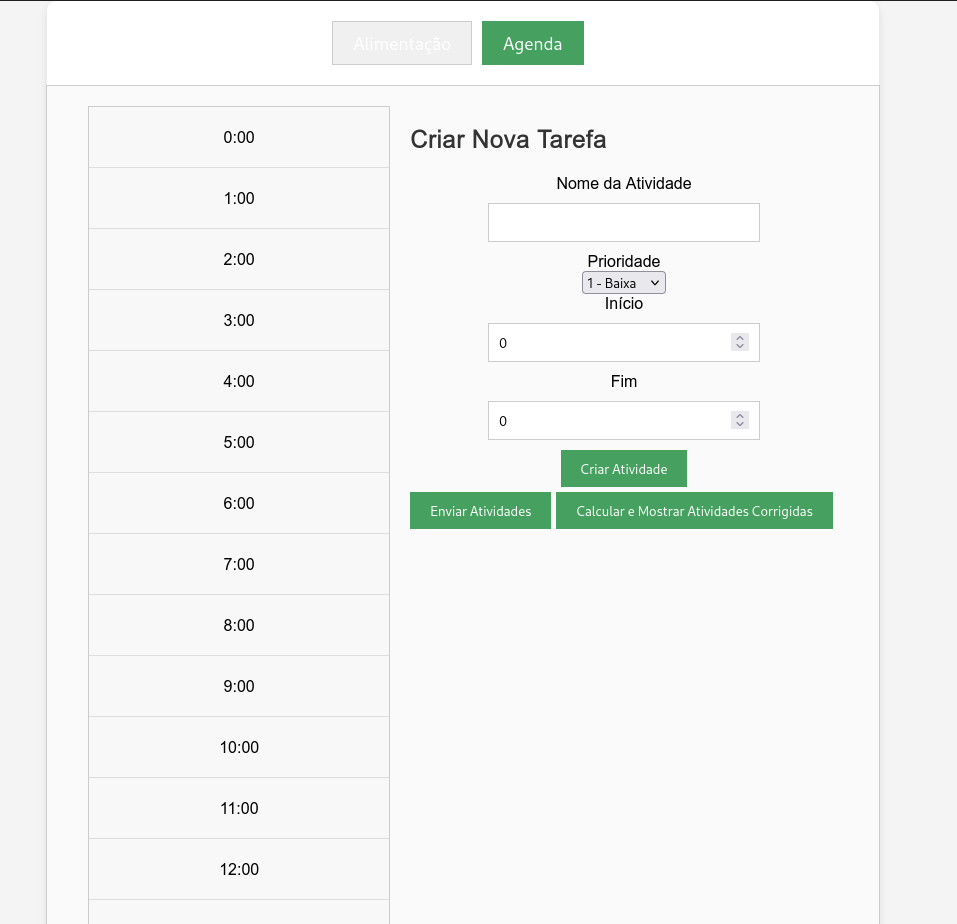 Alimentação Agenda
0:00
1:00
2:00
3:00
4:00
5:00
6:00
7:00
8:00
9:00
10:00
11:00
12:00
Criar Nova Tarefa
Nome da Atividade
Prioridade
1 - Baixa
Início
0
Fim
0
Criar Atividade
Enviar Atividades Calcular e Mostrar Atividades Corrigidas